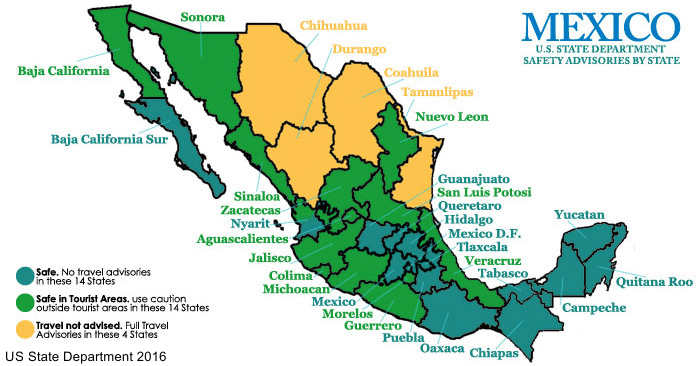 MEXICO
U.S. STATE DEPARTMENT
SAFETY ADVISORIES BY STATE
Sonora
Chihuahua
Durango
Baja California
Coahuila
Tamaulipas
Nuevo Leon
Baja California Sur
Guanajuato
San Luis Potosi
Sinaloa
Zacatecas
Queretaro
Hidalgo
Nyarit
Mexico D.F.
Aguascalientes
Tlaxcala
Yucatan
Jalisco
Veracruz
Tabasco
Quitana Roo
Colima
Michoacan
Mexico
Campeche
Morelos
Guerrero
Puebla
Oaxaca
Chiapas
Safe. No travel advisories
in these 14 States
Safe in Tourist Areas. use caution
outside tourist areas in these 14 States
Travel not advised. Full Travel
Advisories in these 4 States
US State Department 2016